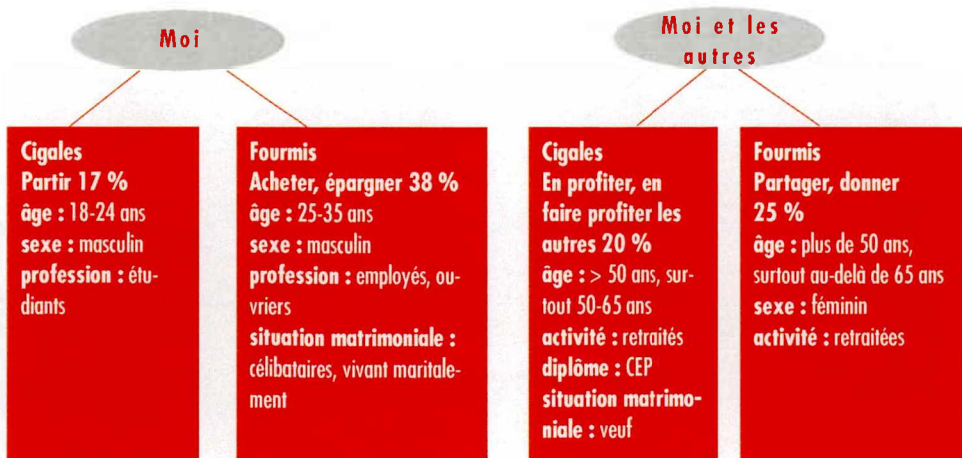 Moi
Moi et les
autres
Cigales
Partir 17 %
âge : 18-24 ans
sexe : masculin
profession : étu-
diants
Fourmis
Acheter, épargner 38 %
âge : 25-35 ans
sexe : masculin
profession : employés, ou-
vriers
situation matrimoniale :
célibataires, vivant maritale-
ment
Cigales
En profiter, en
faire profiter les
autres 20 %
âge : > 50 ans, sur-
tout 50-65 ans
activité : retraités
diplôme : CEP
situation matrimo-
niale : veuf
Fourmis
Partager, donner
25 %
âge : plus de 50 ans,
surtout au-delà de 65 ans
sexe : féminin
activité : retraitées